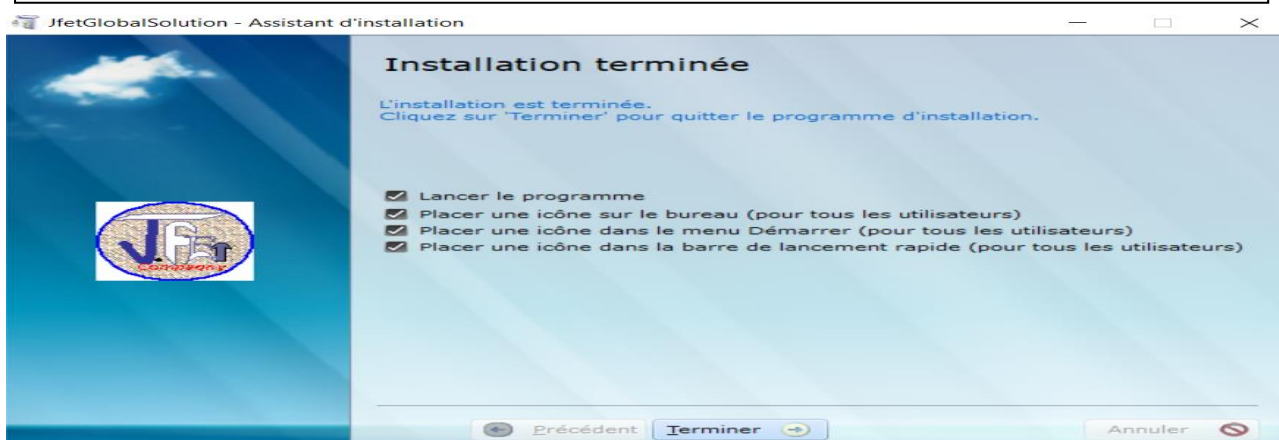 JfetGlobalSolution - Assistant d'installation
Installation terminée
L'installation est terminée.
Cliquez sur 'Terminer' pour quitter le programme d'installation.
Lancer le programme
Placer une icône sur le bureau (pour tous les utilisateurs)
Placer une icône dans le menu Démarrer (pour tous les utilisateurs)
Placer une icône dans la barre de lancement rapide (pour tous les utilisateurs)
J.FEt
Compagny
Précédent
Terminer
Annuler